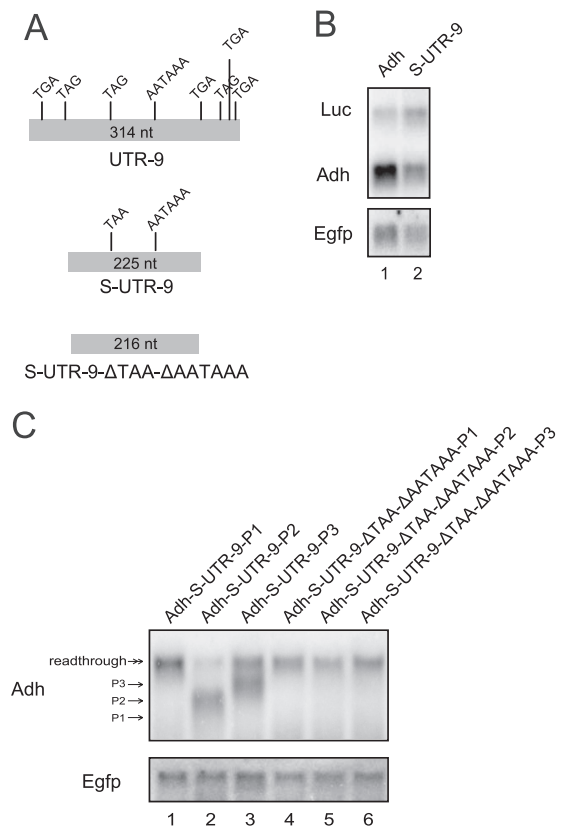 A
TGA
TGA TAG TAG AATAAA TGA TAG TGA
314 nt
UTR-9
TAA AATAAA
225 nt
S-UTR-9
216 nt
S-UTR-9-ΔTAA-ΔAATAAA
B
Adh S-UTR-9
Luc
Adh
Egfp
1 2
C
Adh-S-UTR-9-P1
Adh-S-UTR-9-P2
Adh-S-UTR-9-P3
Adh-S-UTR-9-ΔTAA-ΔAATAAA-P1
Adh-S-UTR-9-ΔTAA-ΔAATAAA-P2
Adh-S-UTR-9-ΔTAA-ΔAATAAA-P3
readthrough
P3
Adh
P2
P1
Egfp
1 2 3 4 5 6